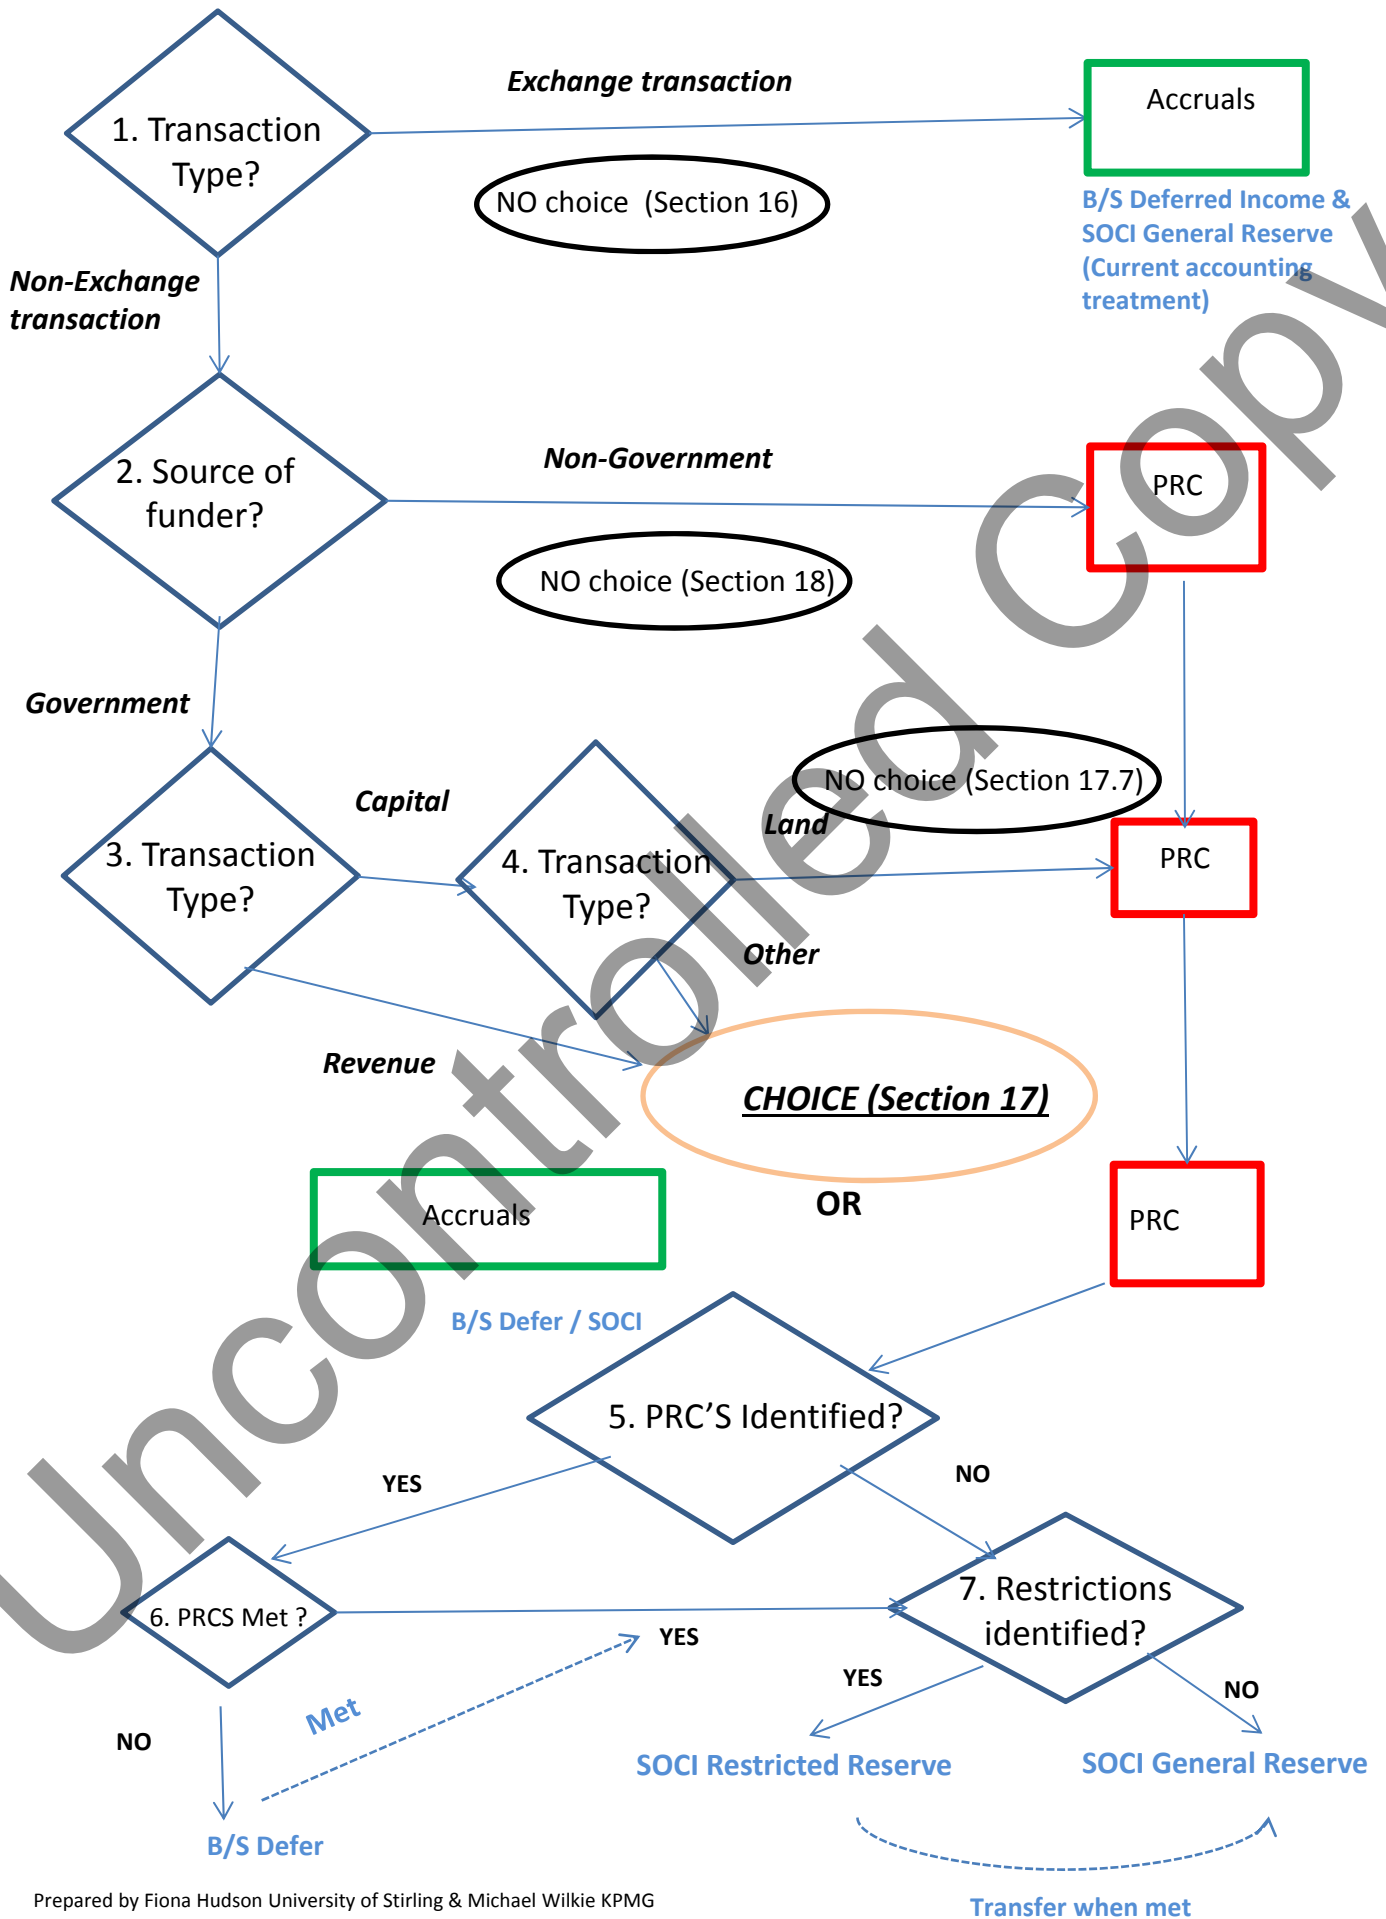 Exchange transaction
1. Transaction
Type?
Accruals
NO choice  (Section 16)
B/S Deferred Income &
SOCI General Reserve
(Current accounting
treatment)
Non-Exchange
transaction
2. Source of
funder?
Non-Government
PRC
NO choice (Section 18)
Government
NO choice (Section 17.7)
Capital
Land
3. Transaction
Type?
4. Transaction
Type?
PRC
Other
Revenue
CHOICE (Section 17)
OR
Accruals
PRC
B/S Defer / SOCI
5. PRC’S Identified?
YES
NO
6. PRCS Met ?
7. Restrictions
identified?
YES
YES
NO
Met
NO
SOCI Restricted Reserve
SOCI General Reserve
B/S Defer
Transfer when met
Prepared by Fiona Hudson University of Stirling & Michael Wilkie KPMG
Uncontrolled Copy